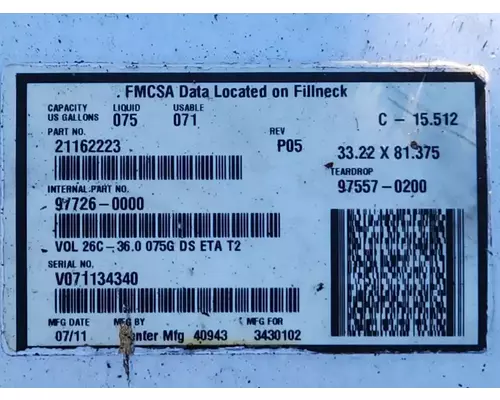 FMCSA Data Located on Fillneck
CAPACITY LIQUID USABLE
US GALLONS 075 071 C - 15.512
PART NO. REV
21162223 P05 33.22 X 81.375
TEARDROP
INTERNAL PART NO. 97557-0200
97726-0000
VOL 26C-36.0 075G DS ETA T2
SERIAL NO.
V071134340
MFG DATE MFG BY MFG FOR
07/11 enter Mfg 40943 3430102